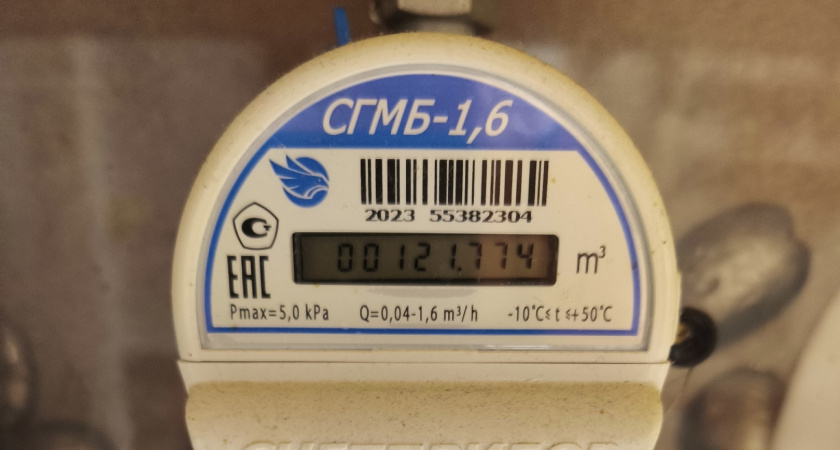 СГМБ-1,6
2023 55382304
00121.774 m³
EAC
Pmax=5,0 kPa Q=0,04-1,6 m³/h -10°C≤ t ≤+50°C